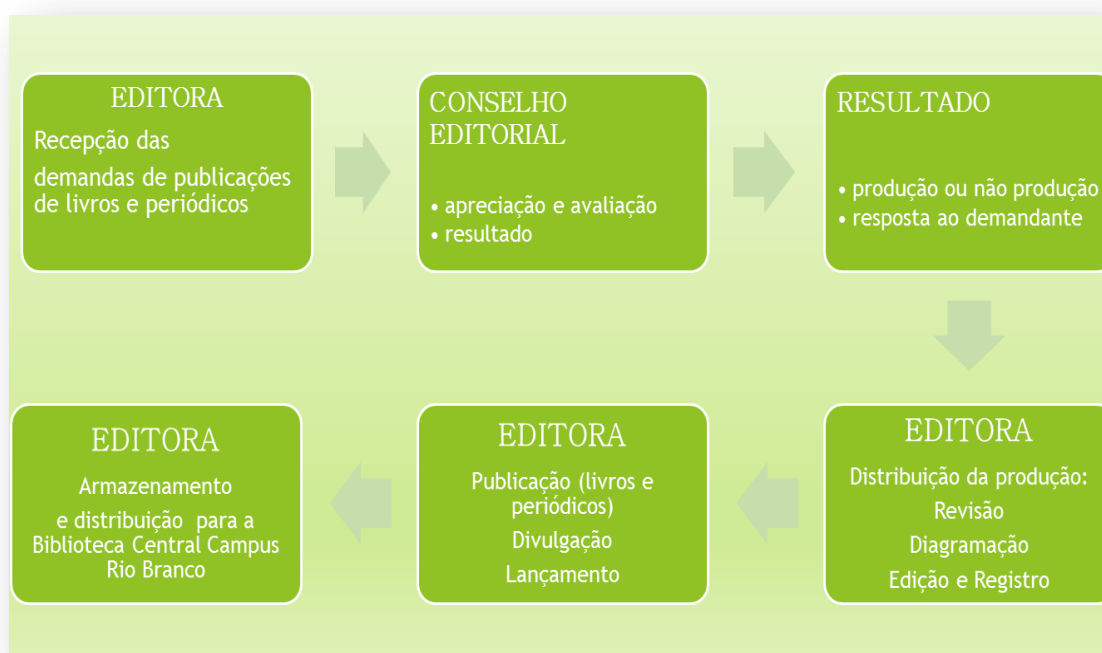 EDITORA
Recepção das
demandas de publicações
de livros e periódicos
CONSELHO
EDITORIAL
• apreciação e avaliação
• resultado
RESULTADO
• produção ou não produção
• resposta ao demandante
EDITORA
Distribuição da produção:
Revisão
Diagramação
Edição e Registro
EDITORA
Publicação (livros e
periódicos)
Divulgação
Lançamento
EDITORA
Armazenamento
e distribuição para a
Biblioteca Central Campus
Rio Branco